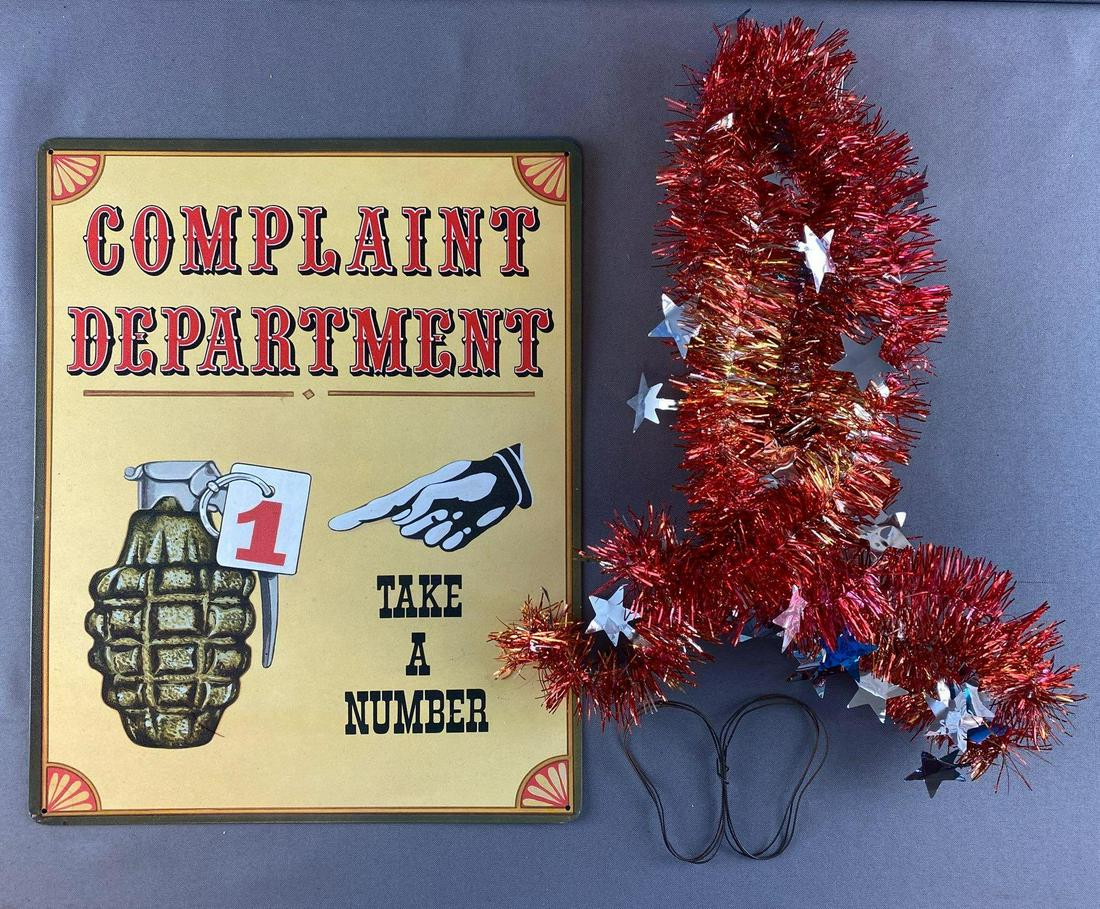 COMPLAINT
DEPARTMENT
1
TAKE
A
NUMBER